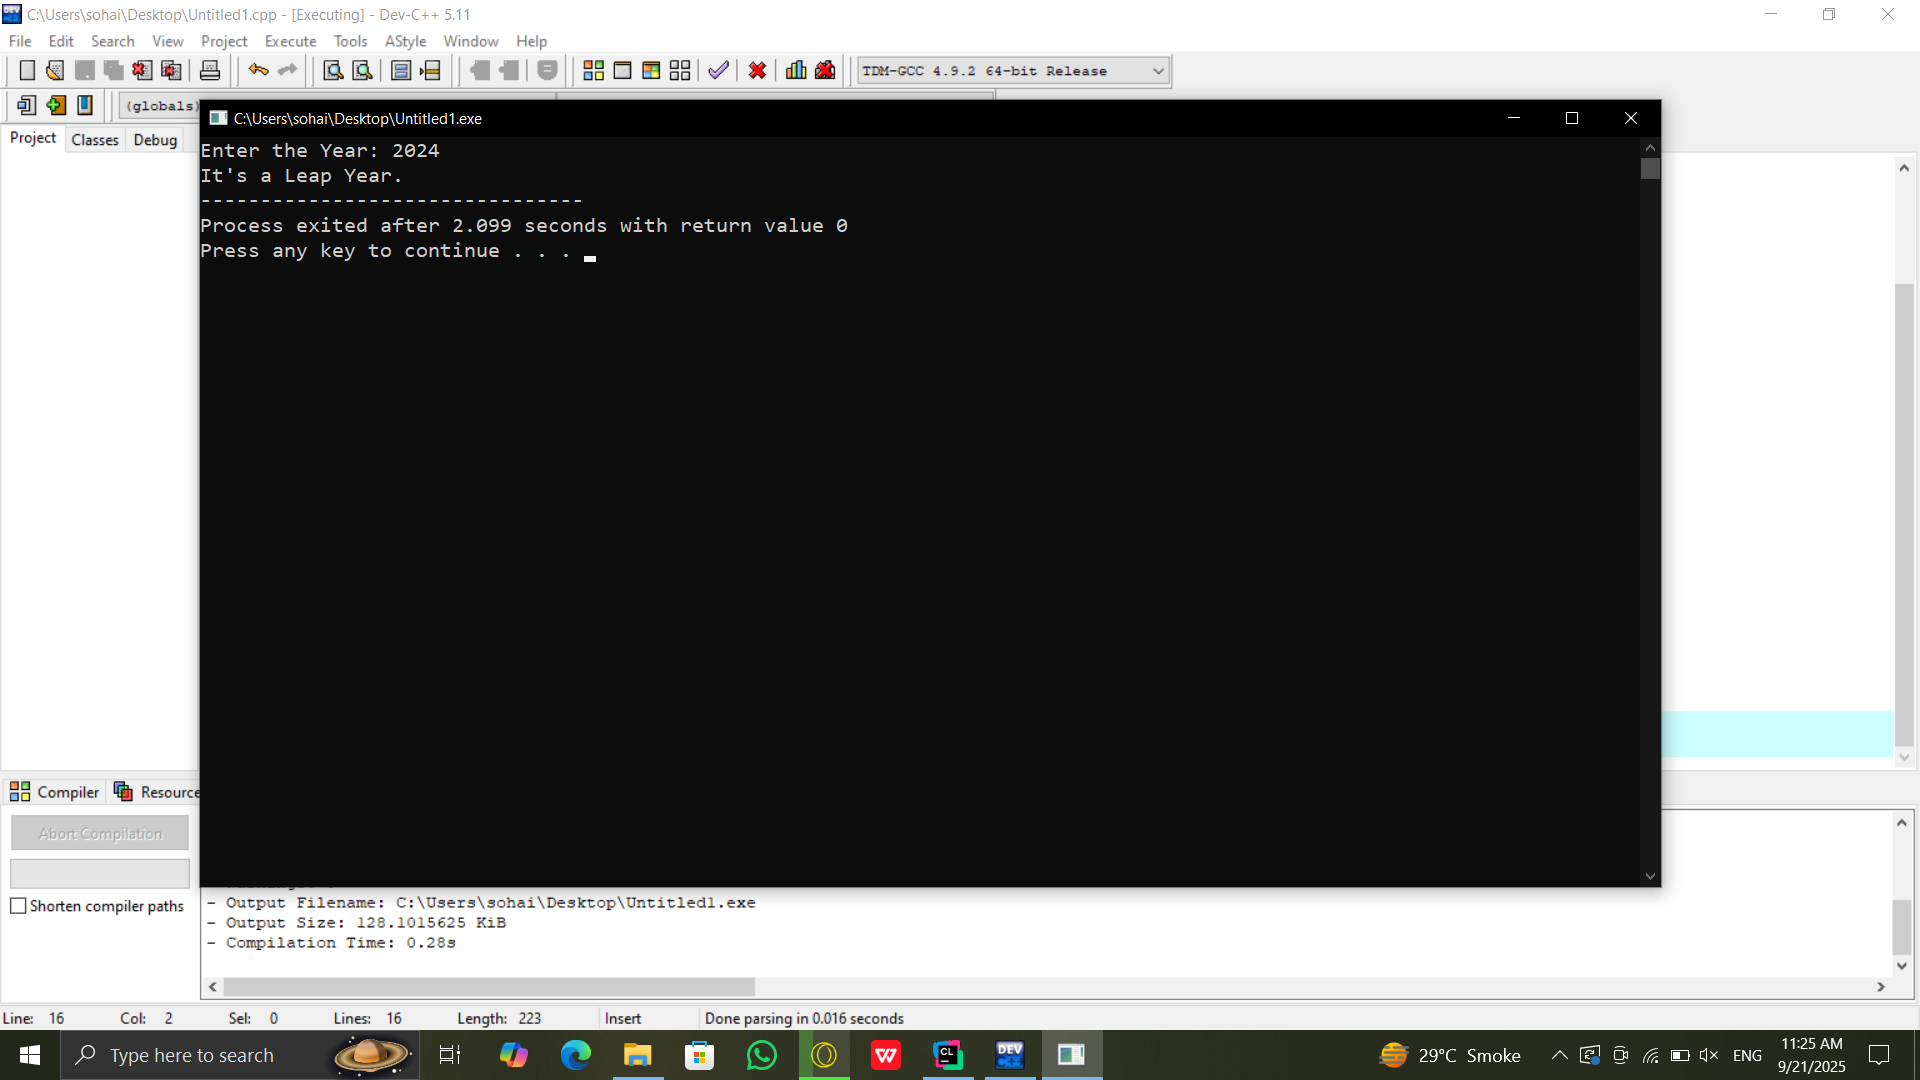 C:\Users\sohai\Desktop\Untitled1.cpp - [Executing] - Dev-C++ 5.11
File Edit Search View Project Execute Tools AStyle Window Help
TDM-GCC 4.9.2 64-bit Release
(globals)
C:\Users\sohai\Desktop\Untitled1.exe
Project Classes Debug
Enter the Year: 2024
It's a Leap Year.
--------------------------------
Process exited after 2.099 seconds with return value 0
Press any key to continue . . .
Compiler Resource
Abort Compilation
Shorten compiler paths
- Output Filename: C:\Users\sohai\Desktop\Untitled1.exe
- Output Size: 128.1015625 KiB
- Compilation Time: 0.28s
Line: 16 Col: 2 Sel: 0 Lines: 16 Length: 223 Insert Done parsing in 0.016 seconds
Type here to search
29°C Smoke
ENG
11:25 AM
9/21/2025